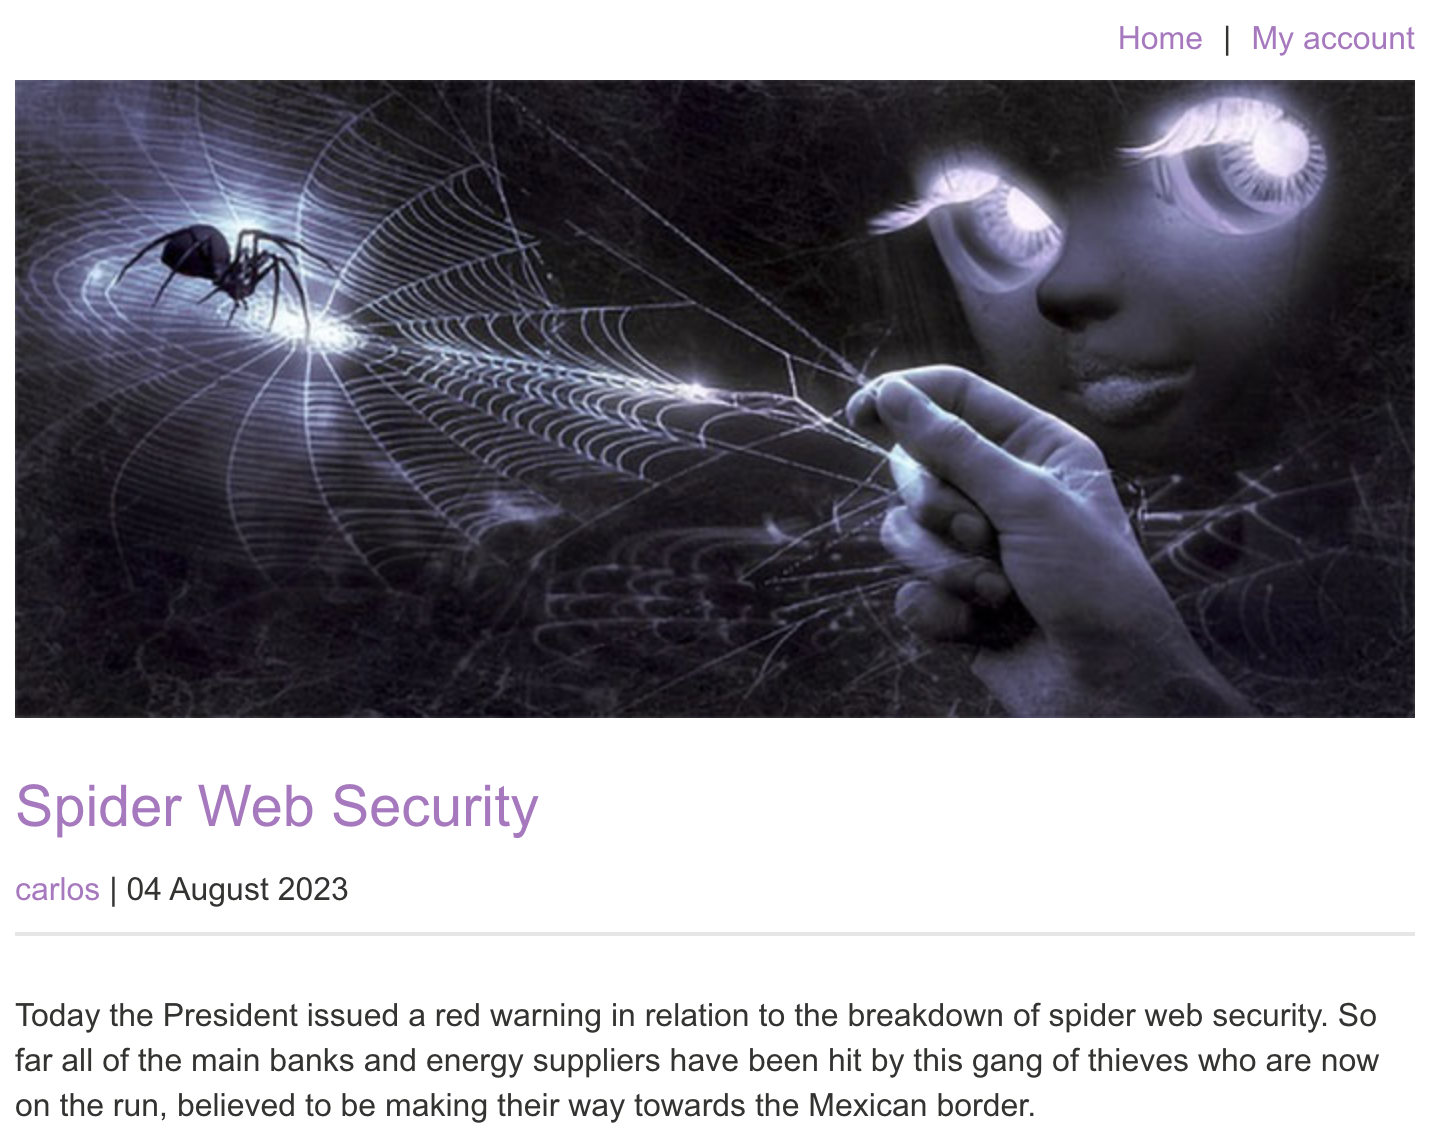 Home | My account
Spider Web Security
carlos | 04 August 2023
Today the President issued a red warning in relation to the breakdown of spider web security. So
far all of the main banks and energy suppliers have been hit by this gang of thieves who are now
on the run, believed to be making their way towards the Mexican border.